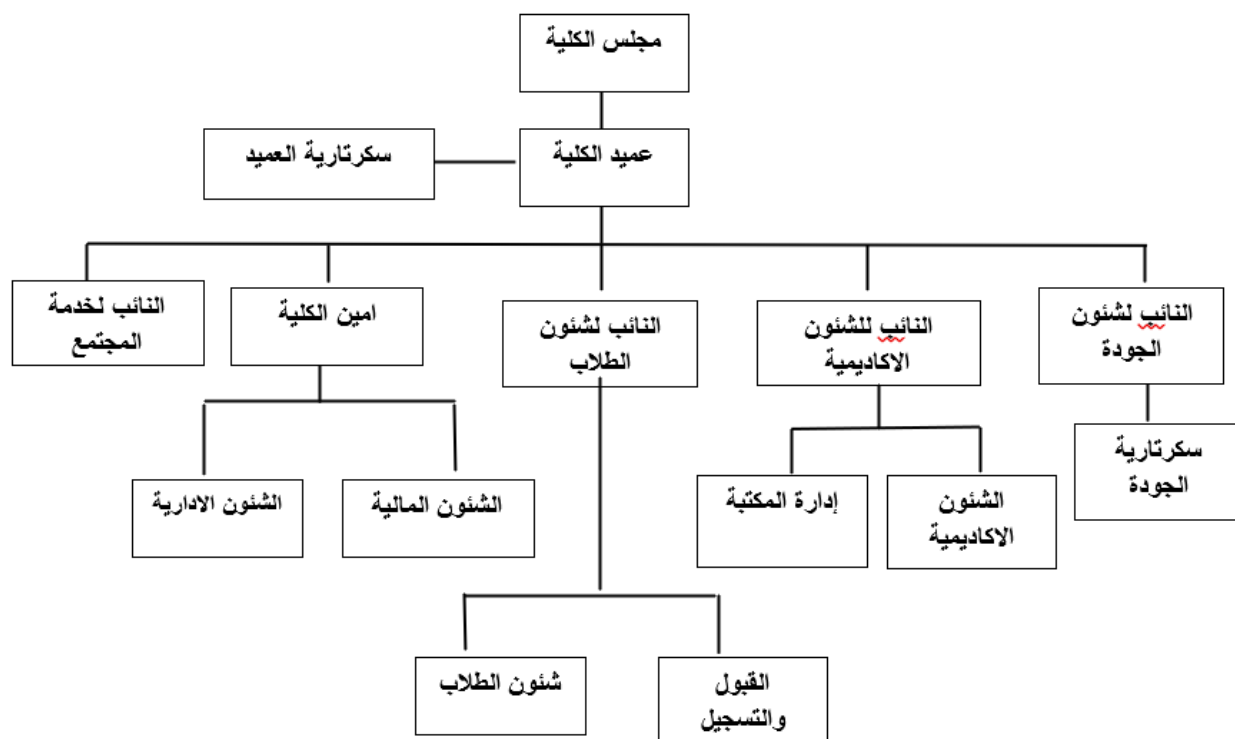 مجلس الكلية
عميد الكلية
سكرتارية العميد
النائب لشئون
الجودة
النائب للشئون
الاكاديمية
النائب لشئون
الطلاب
امين الكلية
النائب لخدمة
المجتمع
سكرتارية
الجودة
الشئون
الاكاديمية
إدارة المكتبة
الشئون المالية
الشئون الادارية
القبول
والتسجيل
شئون الطلاب